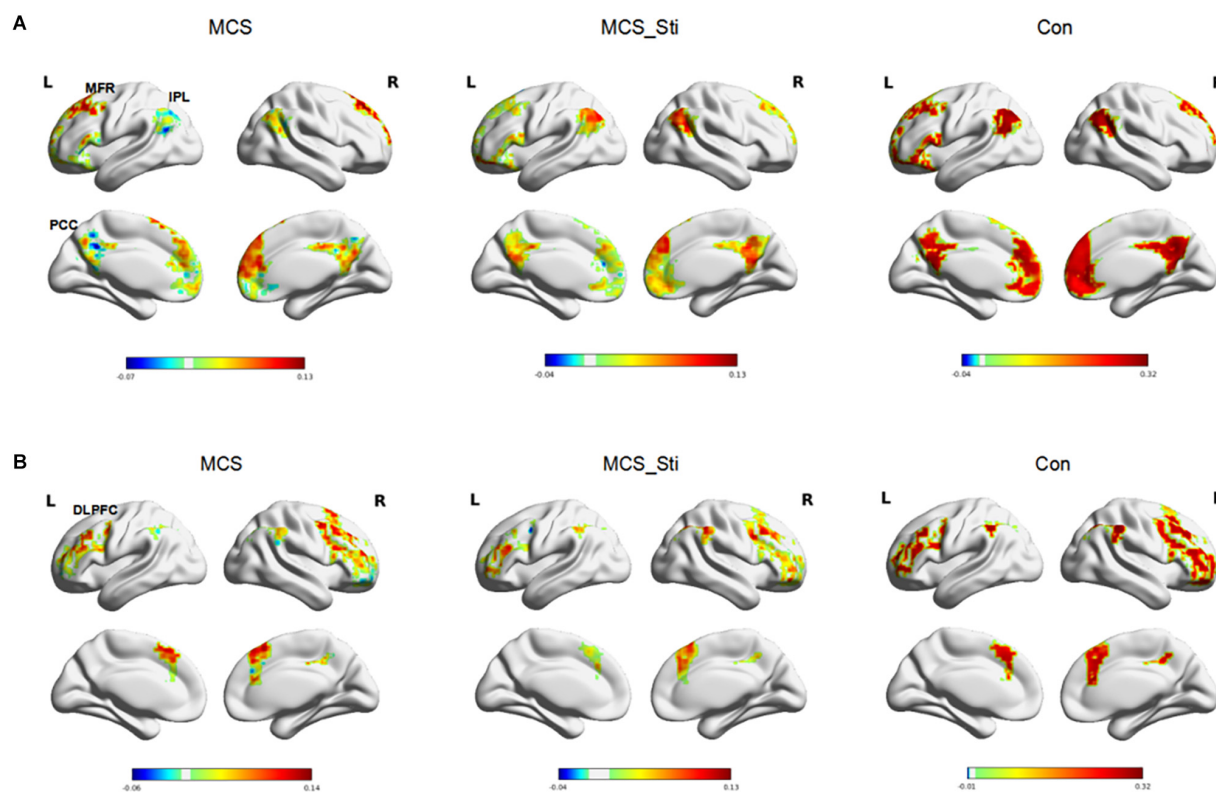 A
MCS MCS_Sti Con
L MFR IPL R L R L
PCC
-0.07 0.13 -0.04 0.13 -0.04 0.32
B
MCS MCS_Sti Con
L DLPFC R L R L
-0.06 0.14 -0.04 0.13 -0.01 0.32